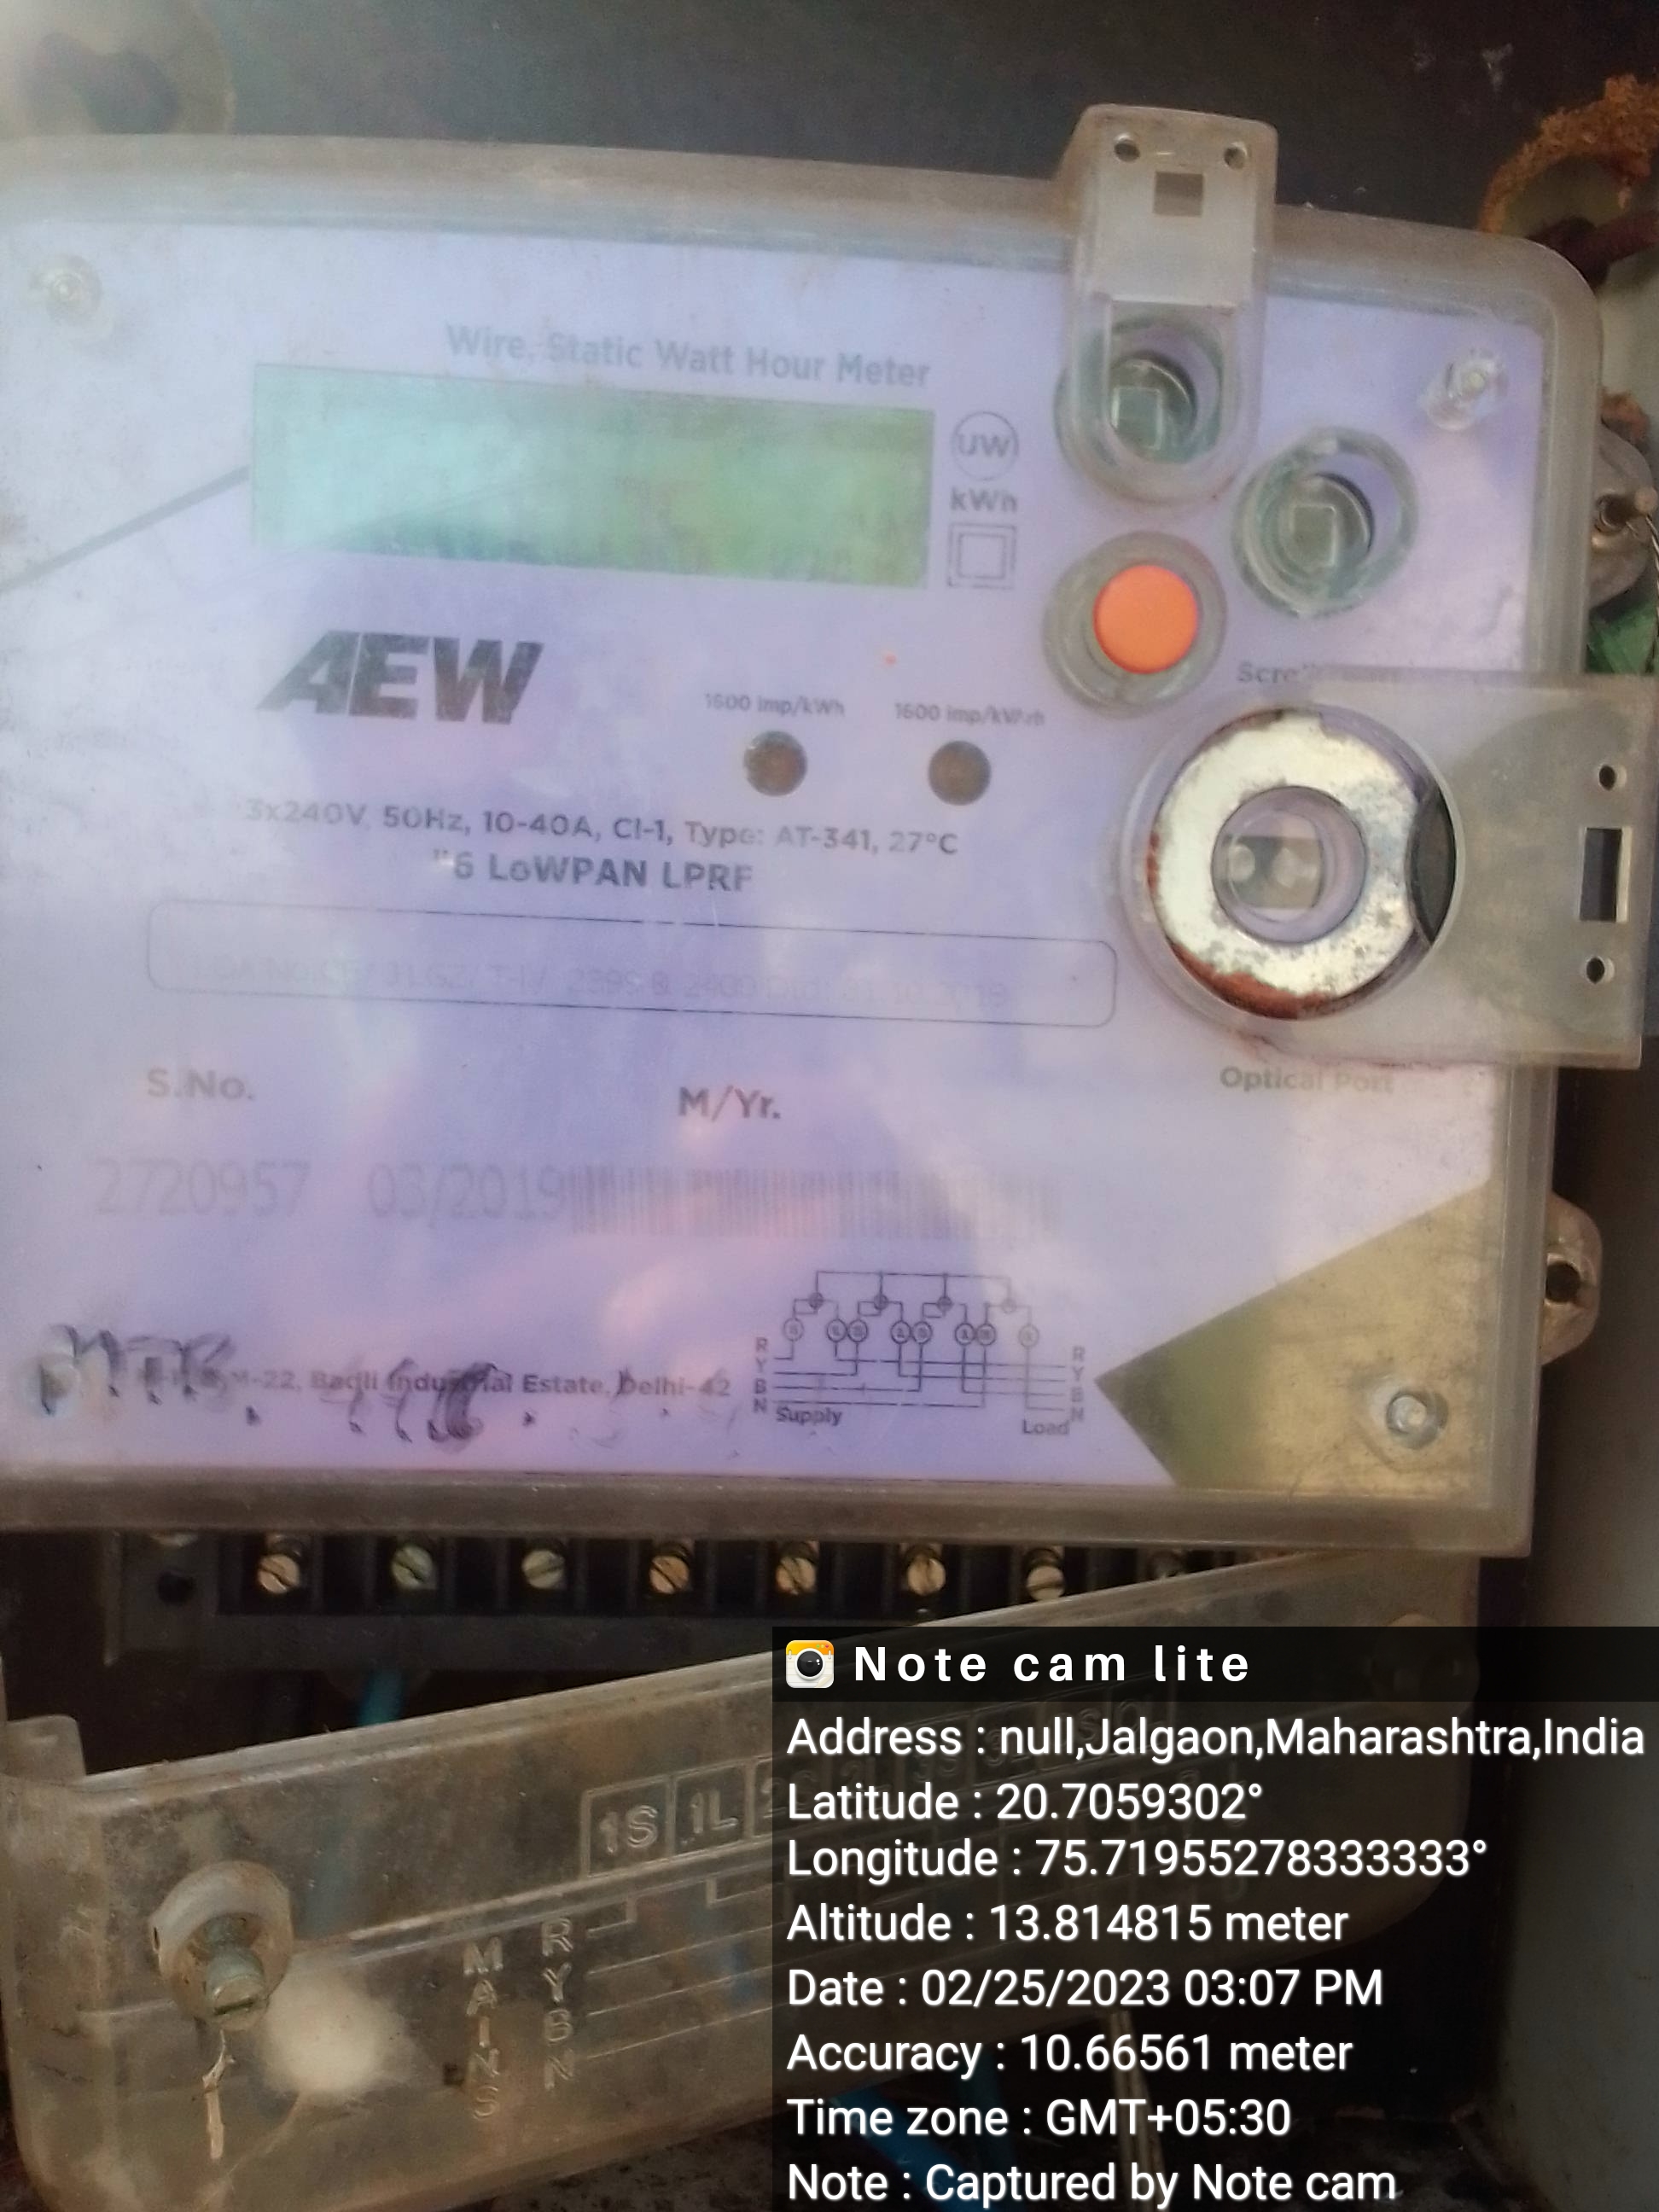 Wire, Static Watt Hour Meter
UW
kWh
AEW
1600 imp/kWh
1600 imp/kVArh
3x240V, 50Hz, 10-40A, Cl-1, Type: AT-341, 27°C
6 LoWPAN LPRF
Optical Port
S.No.
M/Yr.
2720957 03/2019
M-22, Badli Industrial Estate, Delhi-42
R
Y
B
N
Supply
R
Y
B
N
Load
1S 1L
MAINS
R
Y
B
N
Note cam lite
Address : null,Jalgaon,Maharashtra,India
Latitude : 20.7059302°
Longitude : 75.71955278333333°
Altitude : 13.814815 meter
Date : 02/25/2023 03:07 PM
Accuracy : 10.66561 meter
Time zone : GMT+05:30
Note : Captured by Note cam